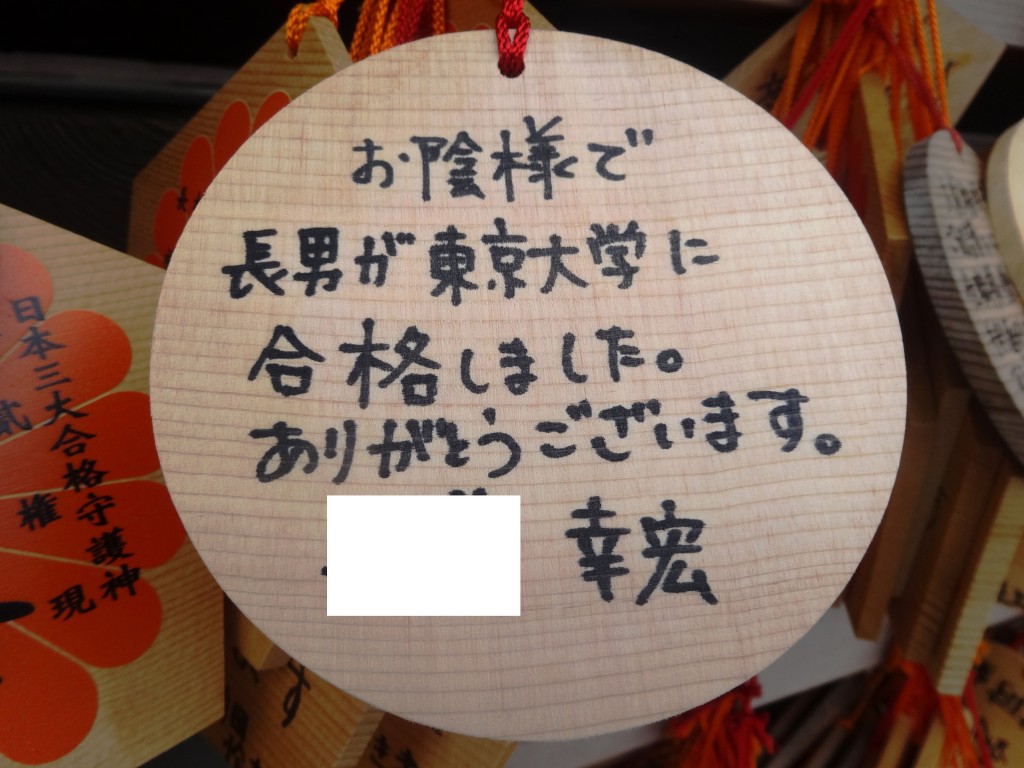 お陰様で
長男が東京大学に
合格しました。
ありがとうございます。
幸宏
日本三大合格守護神
権現